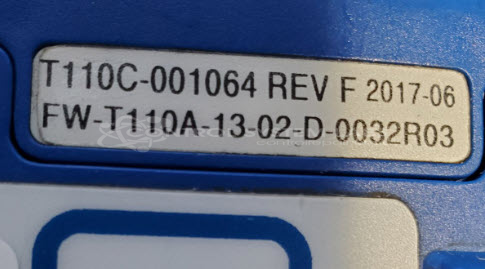 T110C-001064 REV F 2017-06
FW-T110A-13-02-D-0032R03